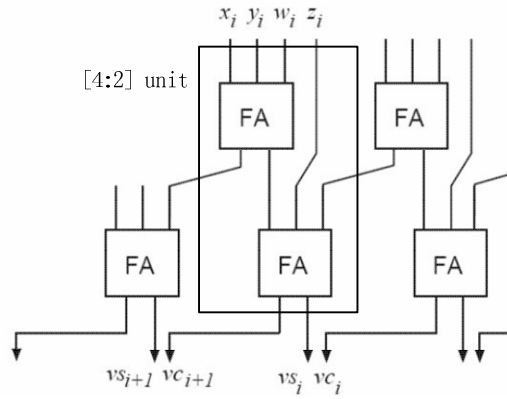 x_i y_i w_i z_i
[4:2] unit
FA FA
FA FA FA
vs_{i+1} vc_{i+1} vs_i vc_i